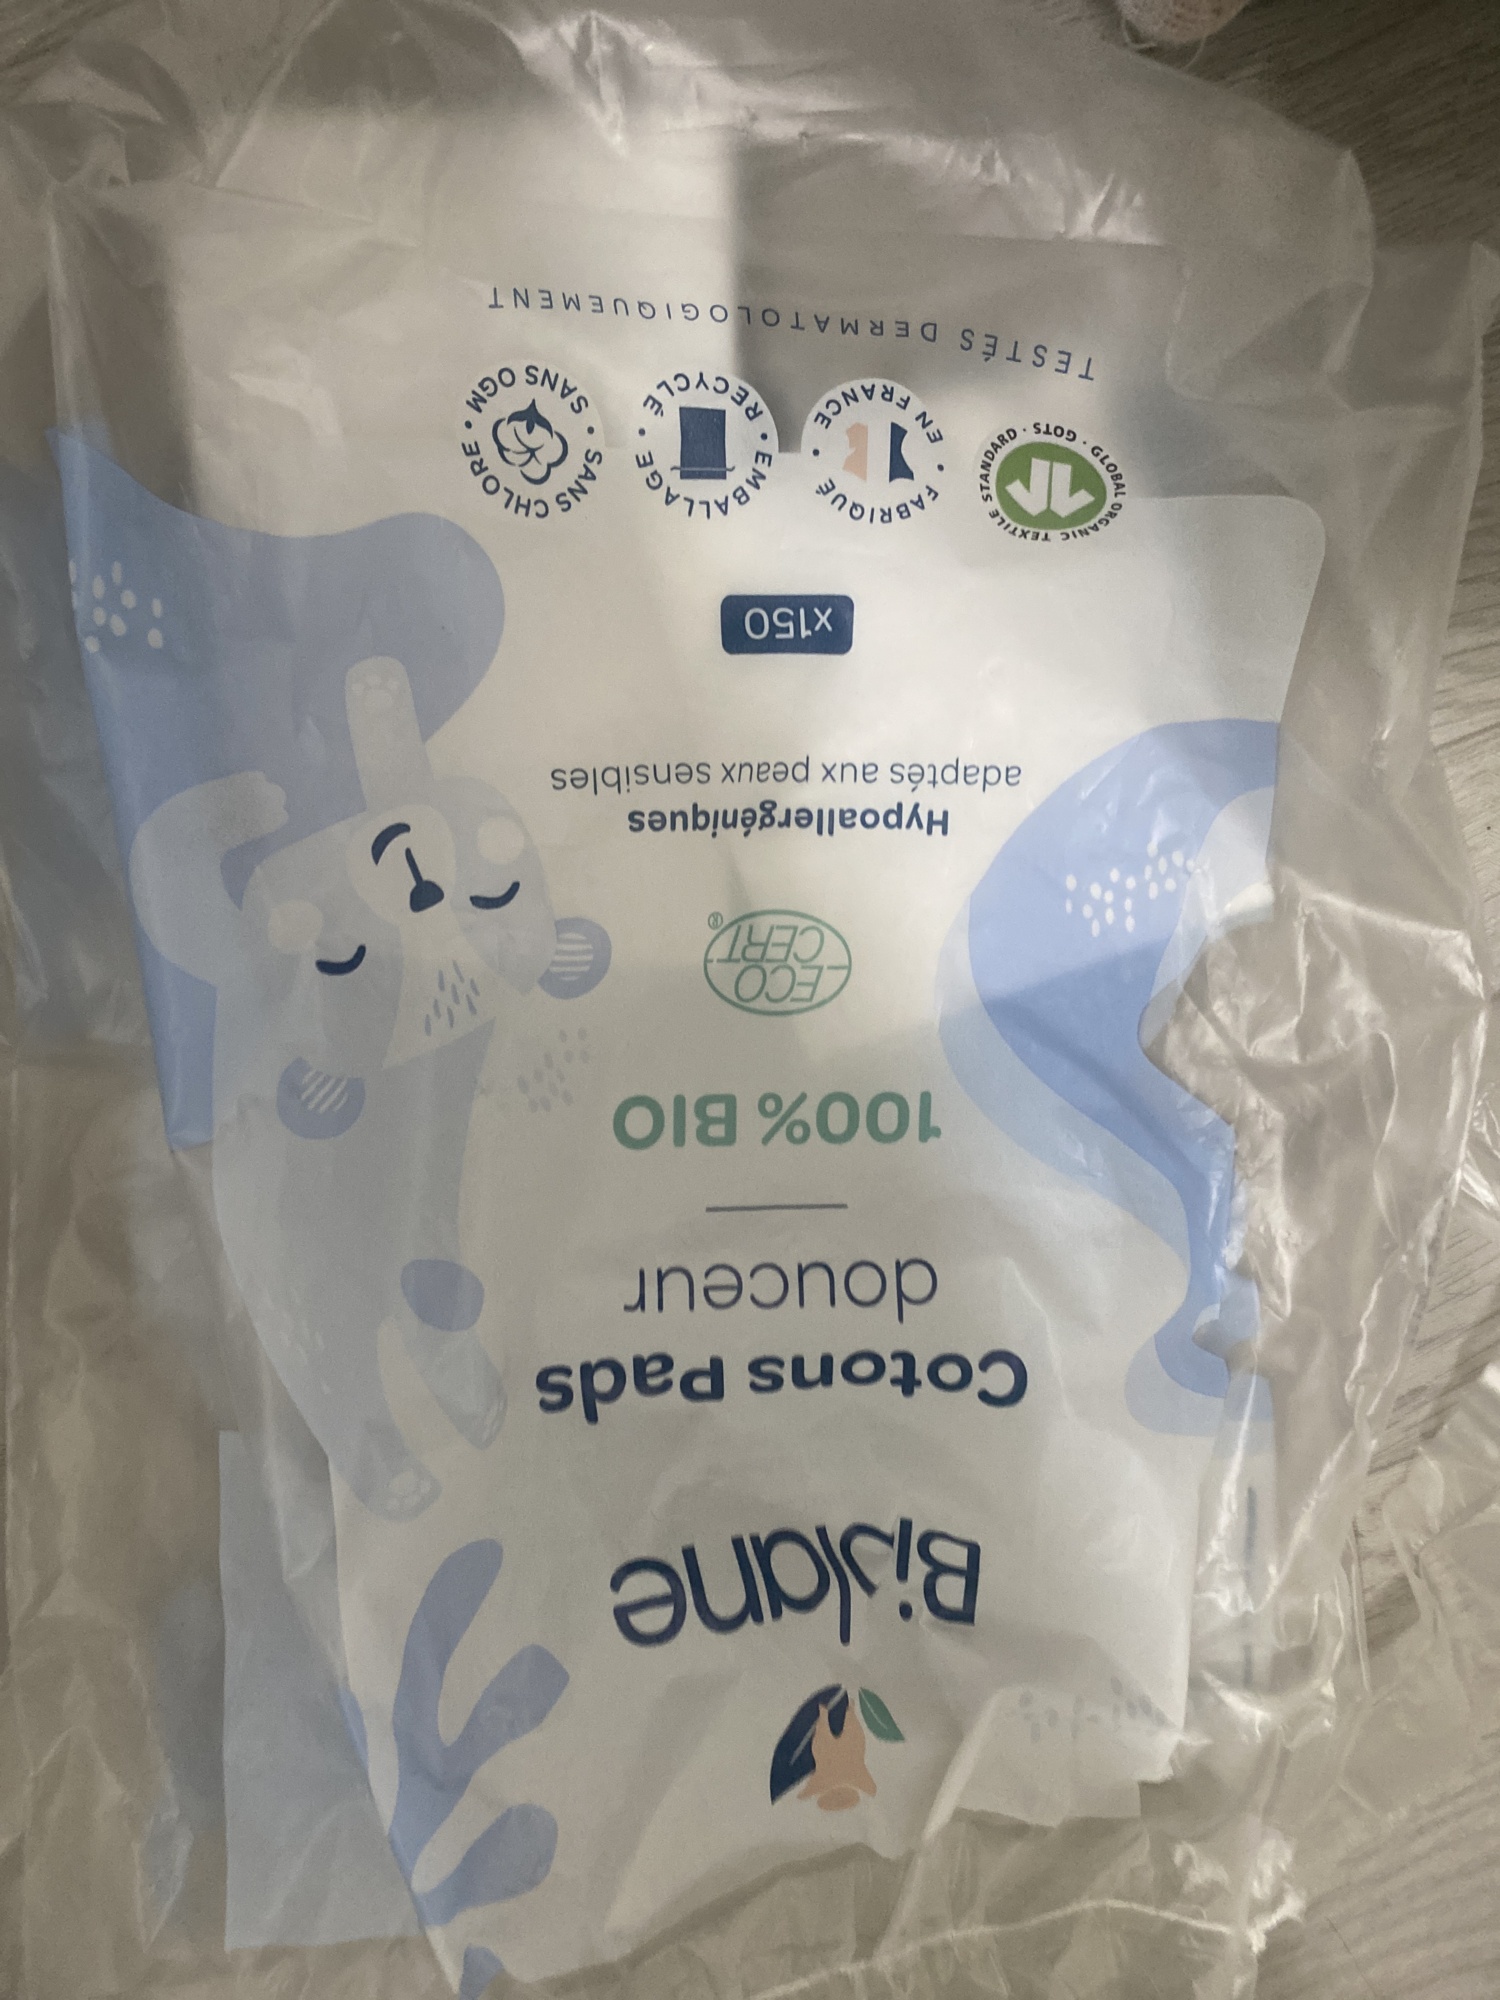 Biolane
Cotons Pads
douceur
100% BIO
ECO
CERT
®
Hypoallergéniques
adaptés aux peaux sensibles
x150
GOTS · GLOBAL ORGANIC TEXTILE STANDARD ·
FABRIQUÉ • EN FRANCE •
EMBALLAGE • RECYCLÉ •
SANS CHLORE • SANS OGM •
TESTÉS DERMATOLOGIQUEMENT